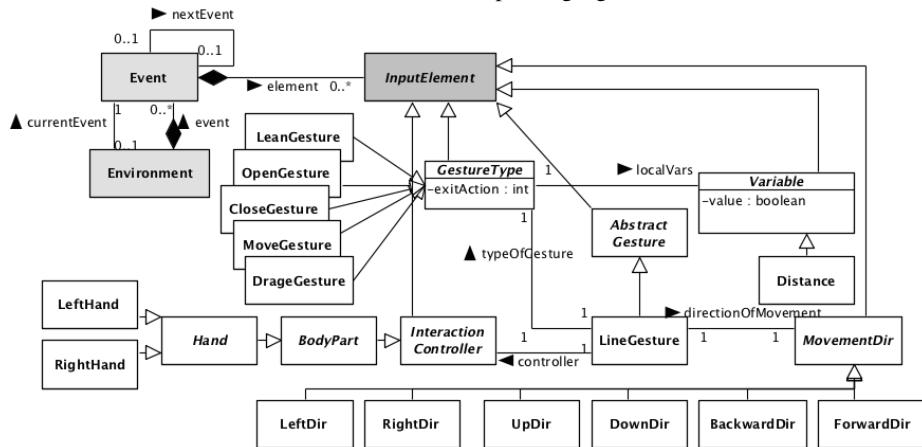 nextEvent
0..1
0..1
Event
element 0..*
InputElement
1
0..*
currentEvent
event
0..1
Environment
LeanGesture
OpenGesture
CloseGesture
MoveGesture
DrageGesture
GestureType
-exitAction : int
1
localVars
Variable
-value : boolean
1
Abstract
Gesture
typeOfGesture
Distance
LeftHand
RightHand
Hand
BodyPart
Interaction
Controller
1
1
1
controller
LineGesture
directionOfMovement
1
1
MovementDir
LeftDir
RightDir
UpDir
DownDir
BackwardDir
ForwardDir